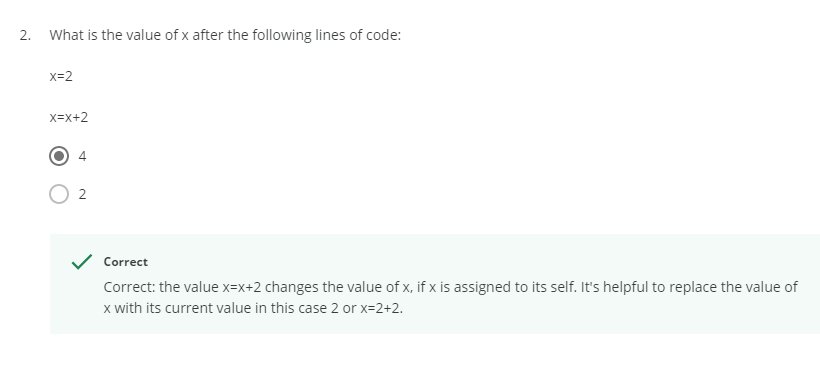 2. What is the value of x after the following lines of code:
x=2
x=x+2
4
2
Correct
Correct: the value x=x+2 changes the value of x, if x is assigned to its self. It's helpful to replace the value of
x with its current value in this case 2 or x=2+2.